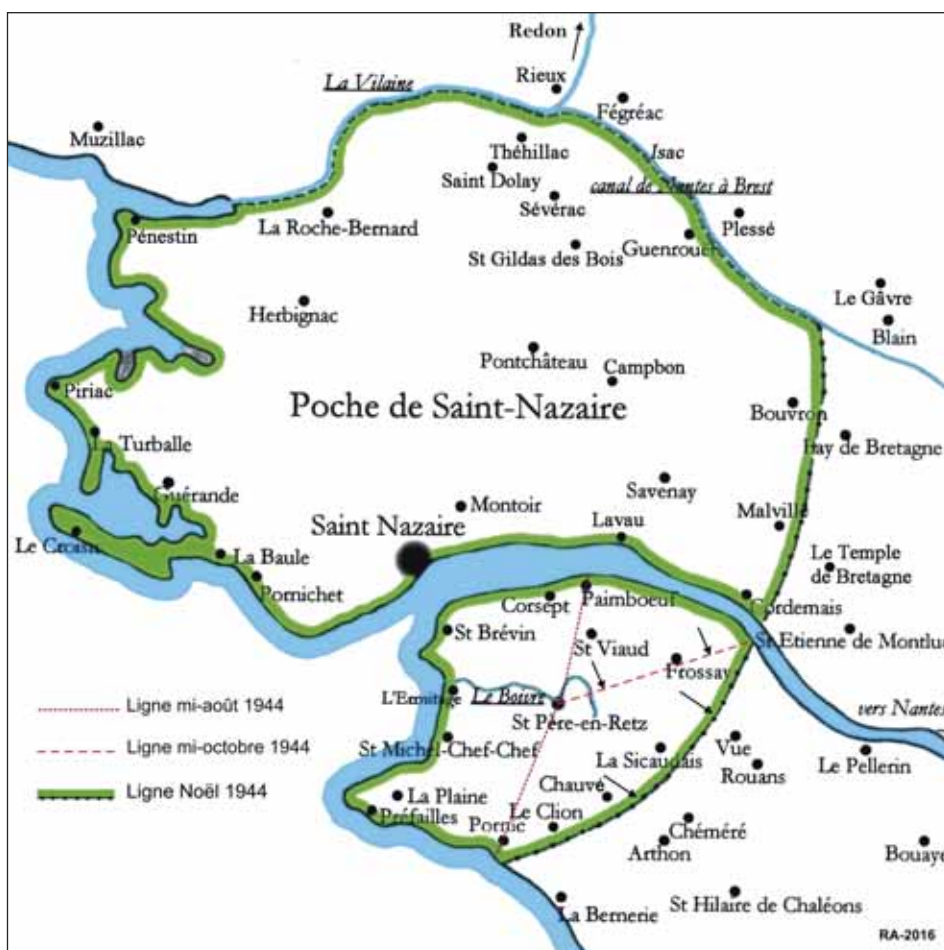 Redon
Rieux
La Vilaine
Fégréac
Muzillac
Théhillac
Isac
Saint Dolay
canal de Nantes à Brest
Sévérac
Plessé
La Roche-Bernard
Pénestin
Guenrouet
St Gildas des Bois
Le Gâvre
Herbignac
Blain
Pontchâteau
Campbon
Piriac
Poche de Saint-Nazaire
Bouvron
La Turballe
Fay de Bretagne
Guérande
Savenay
Montoir
Malville
Saint Nazaire
Lavau
Le Croisic
La Baule
Le Temple
de Bretagne
Pornichet
Corsept
Paimboeuf
Cordemais
St Brévin
St Viaud
St Etienne de Montluc
Frossay
L'Ermitage
Le Boivre
Ligne mi-août 1944
St Père-en-Retz
vers Nantes
Ligne mi-octobre 1944
St Michel-Chef-Chef
La Sicaudais
Vue
Le Pellerin
Rouans
Ligne Noël 1944
La Plaine
Chauvé
Préfailles
Le Clion
Pornic
Chéméré
Arthon
Bouaye
La Bernerie
St Hilaire de Chaléons
RA-2016